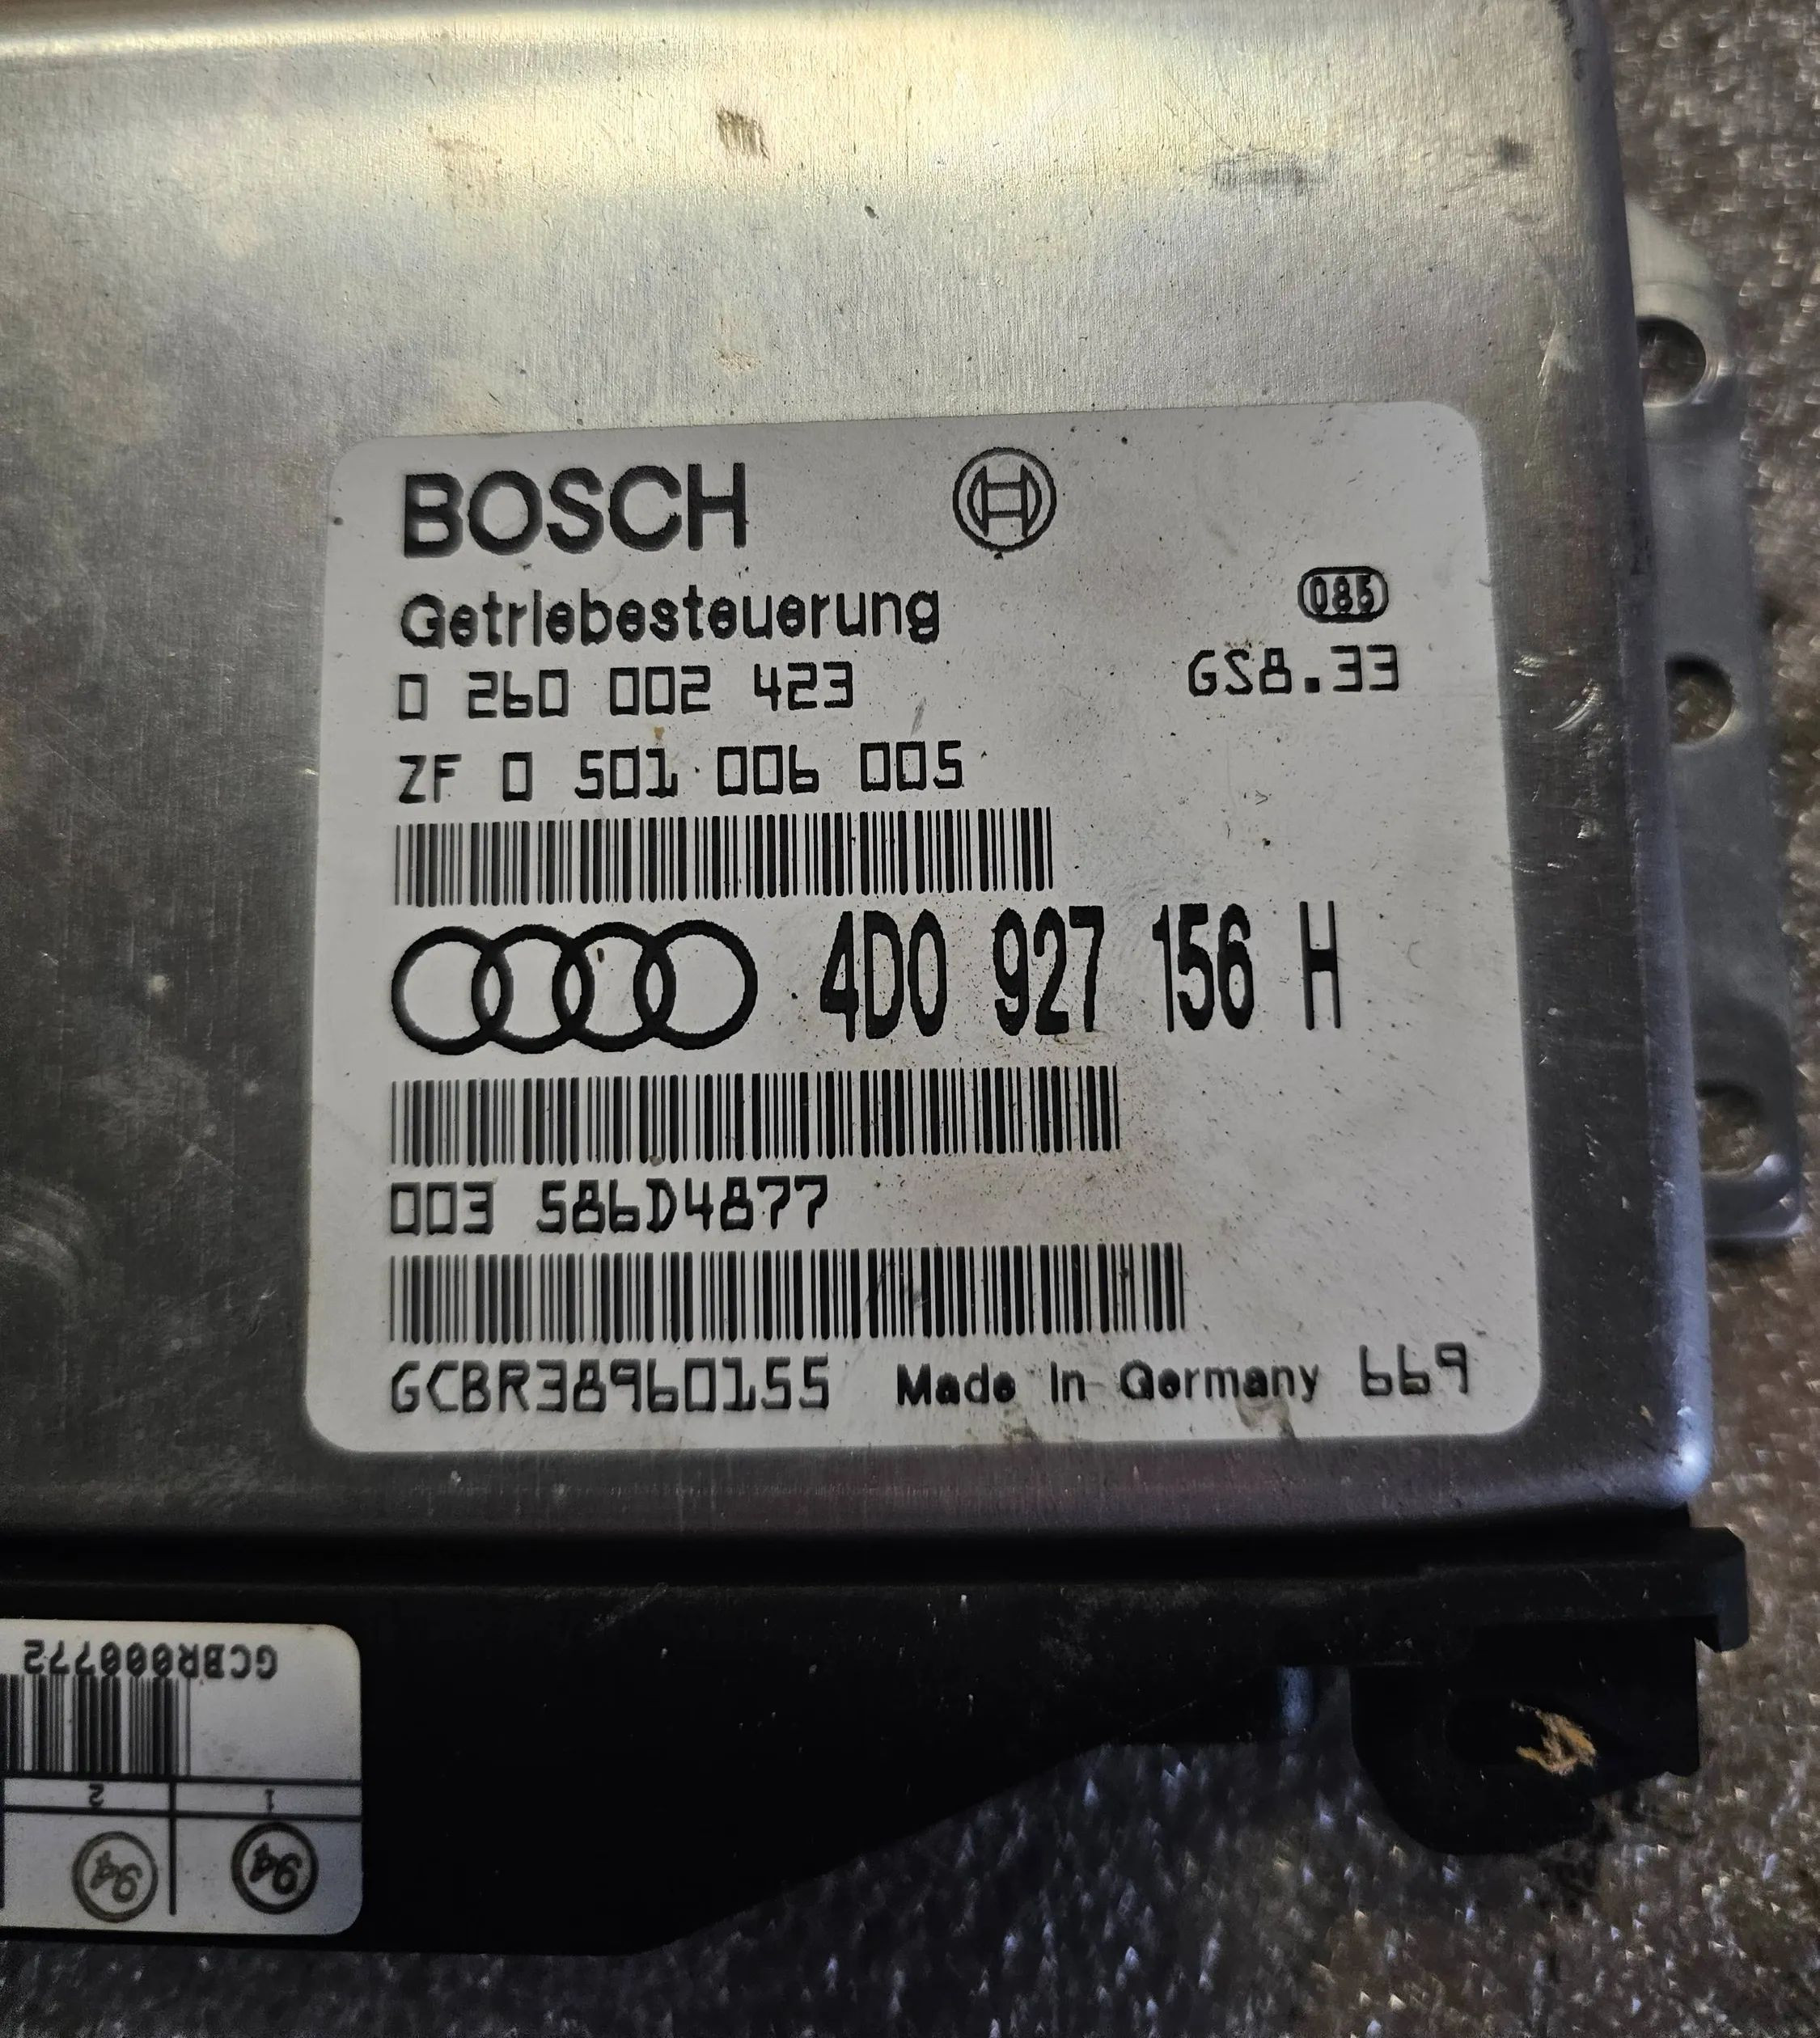 BOSCH
Getriebesteuerung
085
0 260 002 423
GS8.33
ZF 0 501 006 005
4D0 927 156 H
003 586D4877
GCBR38960155 Made in Germany 669
GCBR000772
1 2
94 94